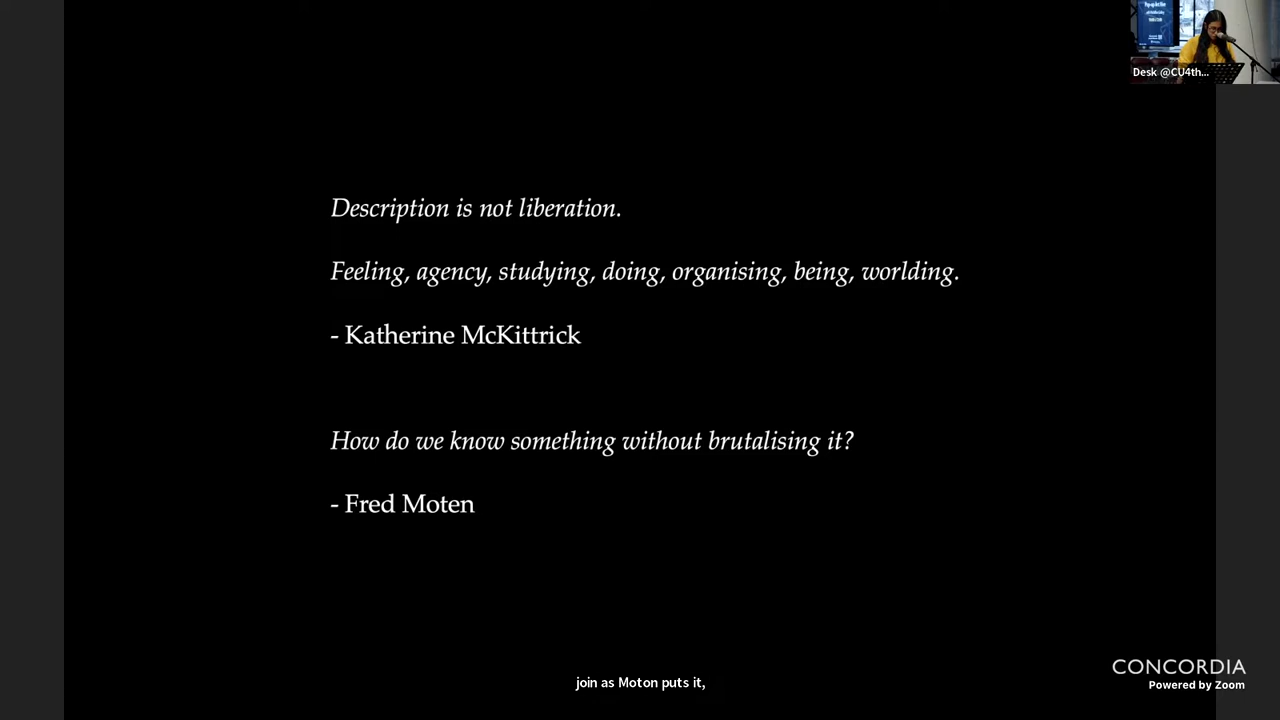 Desk @CU4th...
Description is not liberation.
Feeling, agency, studying, doing, organising, being, worlding.
- Katherine McKittrick
How do we know something without brutalising it?
- Fred Moten
CONCORDIA
join as Moton puts it,
Powered by Zoom